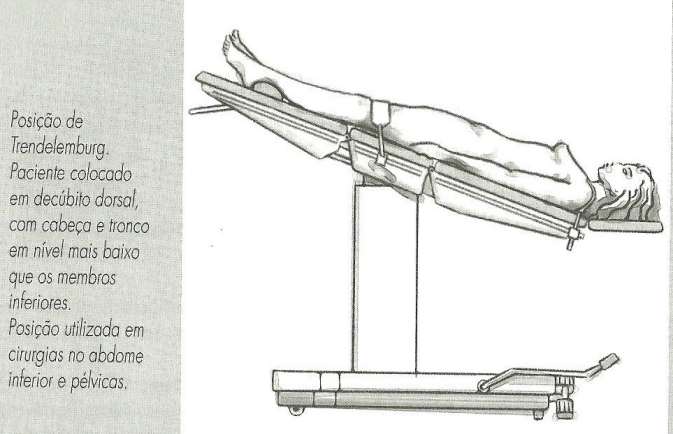 Posição de
Trendelemburg.
Paciente colocado
em decúbito dorsal,
com cabeça e tronco
em nível mais baixo
que os membros
inferiores.
Posição utilizada em
cirurgias no abdome
inferior e pélvicas.